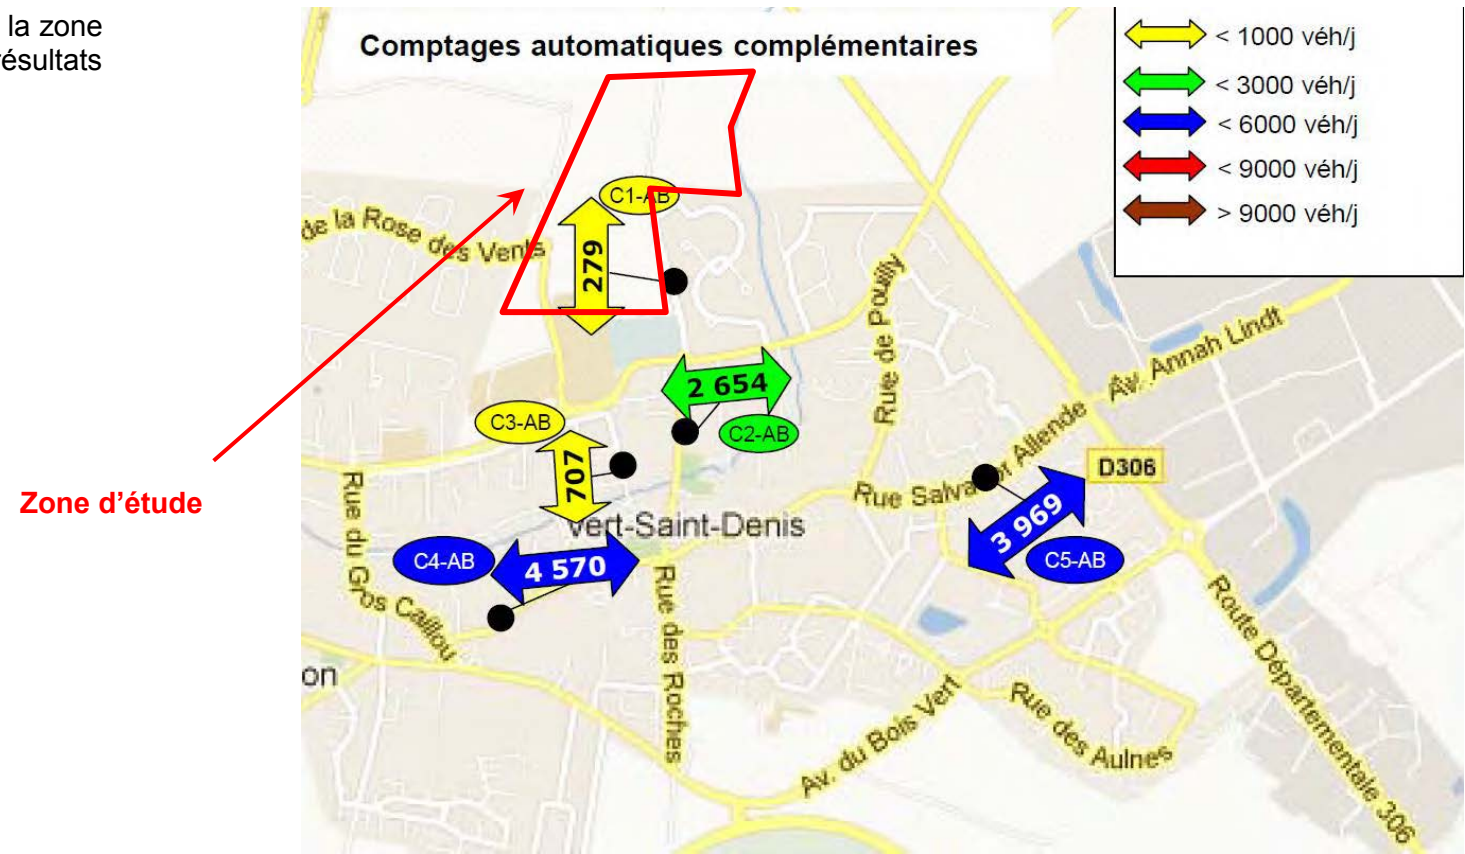 la zone
résultats
Comptages automatiques complémentaires
< 1000 véh/j
< 3000 véh/j
< 6000 véh/j
< 9000 véh/j
> 9000 véh/j
C1-AB
de la Rose des Vents
279
Rue de Pouilly
Av. Annah Lindt
2 654
C3-AB
C2-AB
707
D306
Rue Salvador Allende
Zone d’étude
Rue du Gros Caillou
Vert-Saint-Denis
3 969
C4-AB
4 570
C5-AB
Rue des Roches
Route Départementale 306
on
Rue des Aulnes
Av. du Bois Vert